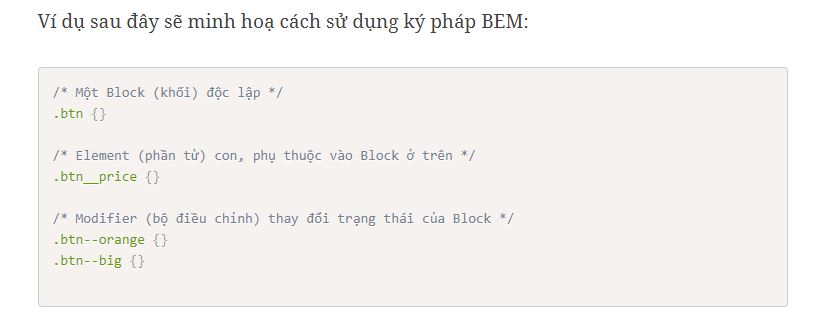 Ví dụ sau đây sẽ minh hoạ cách sử dụng ký pháp BEM:
/* Một Block (khối) độc lập */
.btn {}
/* Element (phần tử) con, phụ thuộc vào Block ở trên */
.btn__price {}
/* Modifier (bộ điều chỉnh) thay đổi trạng thái của Block */
.btn--orange {}
.btn--big {}